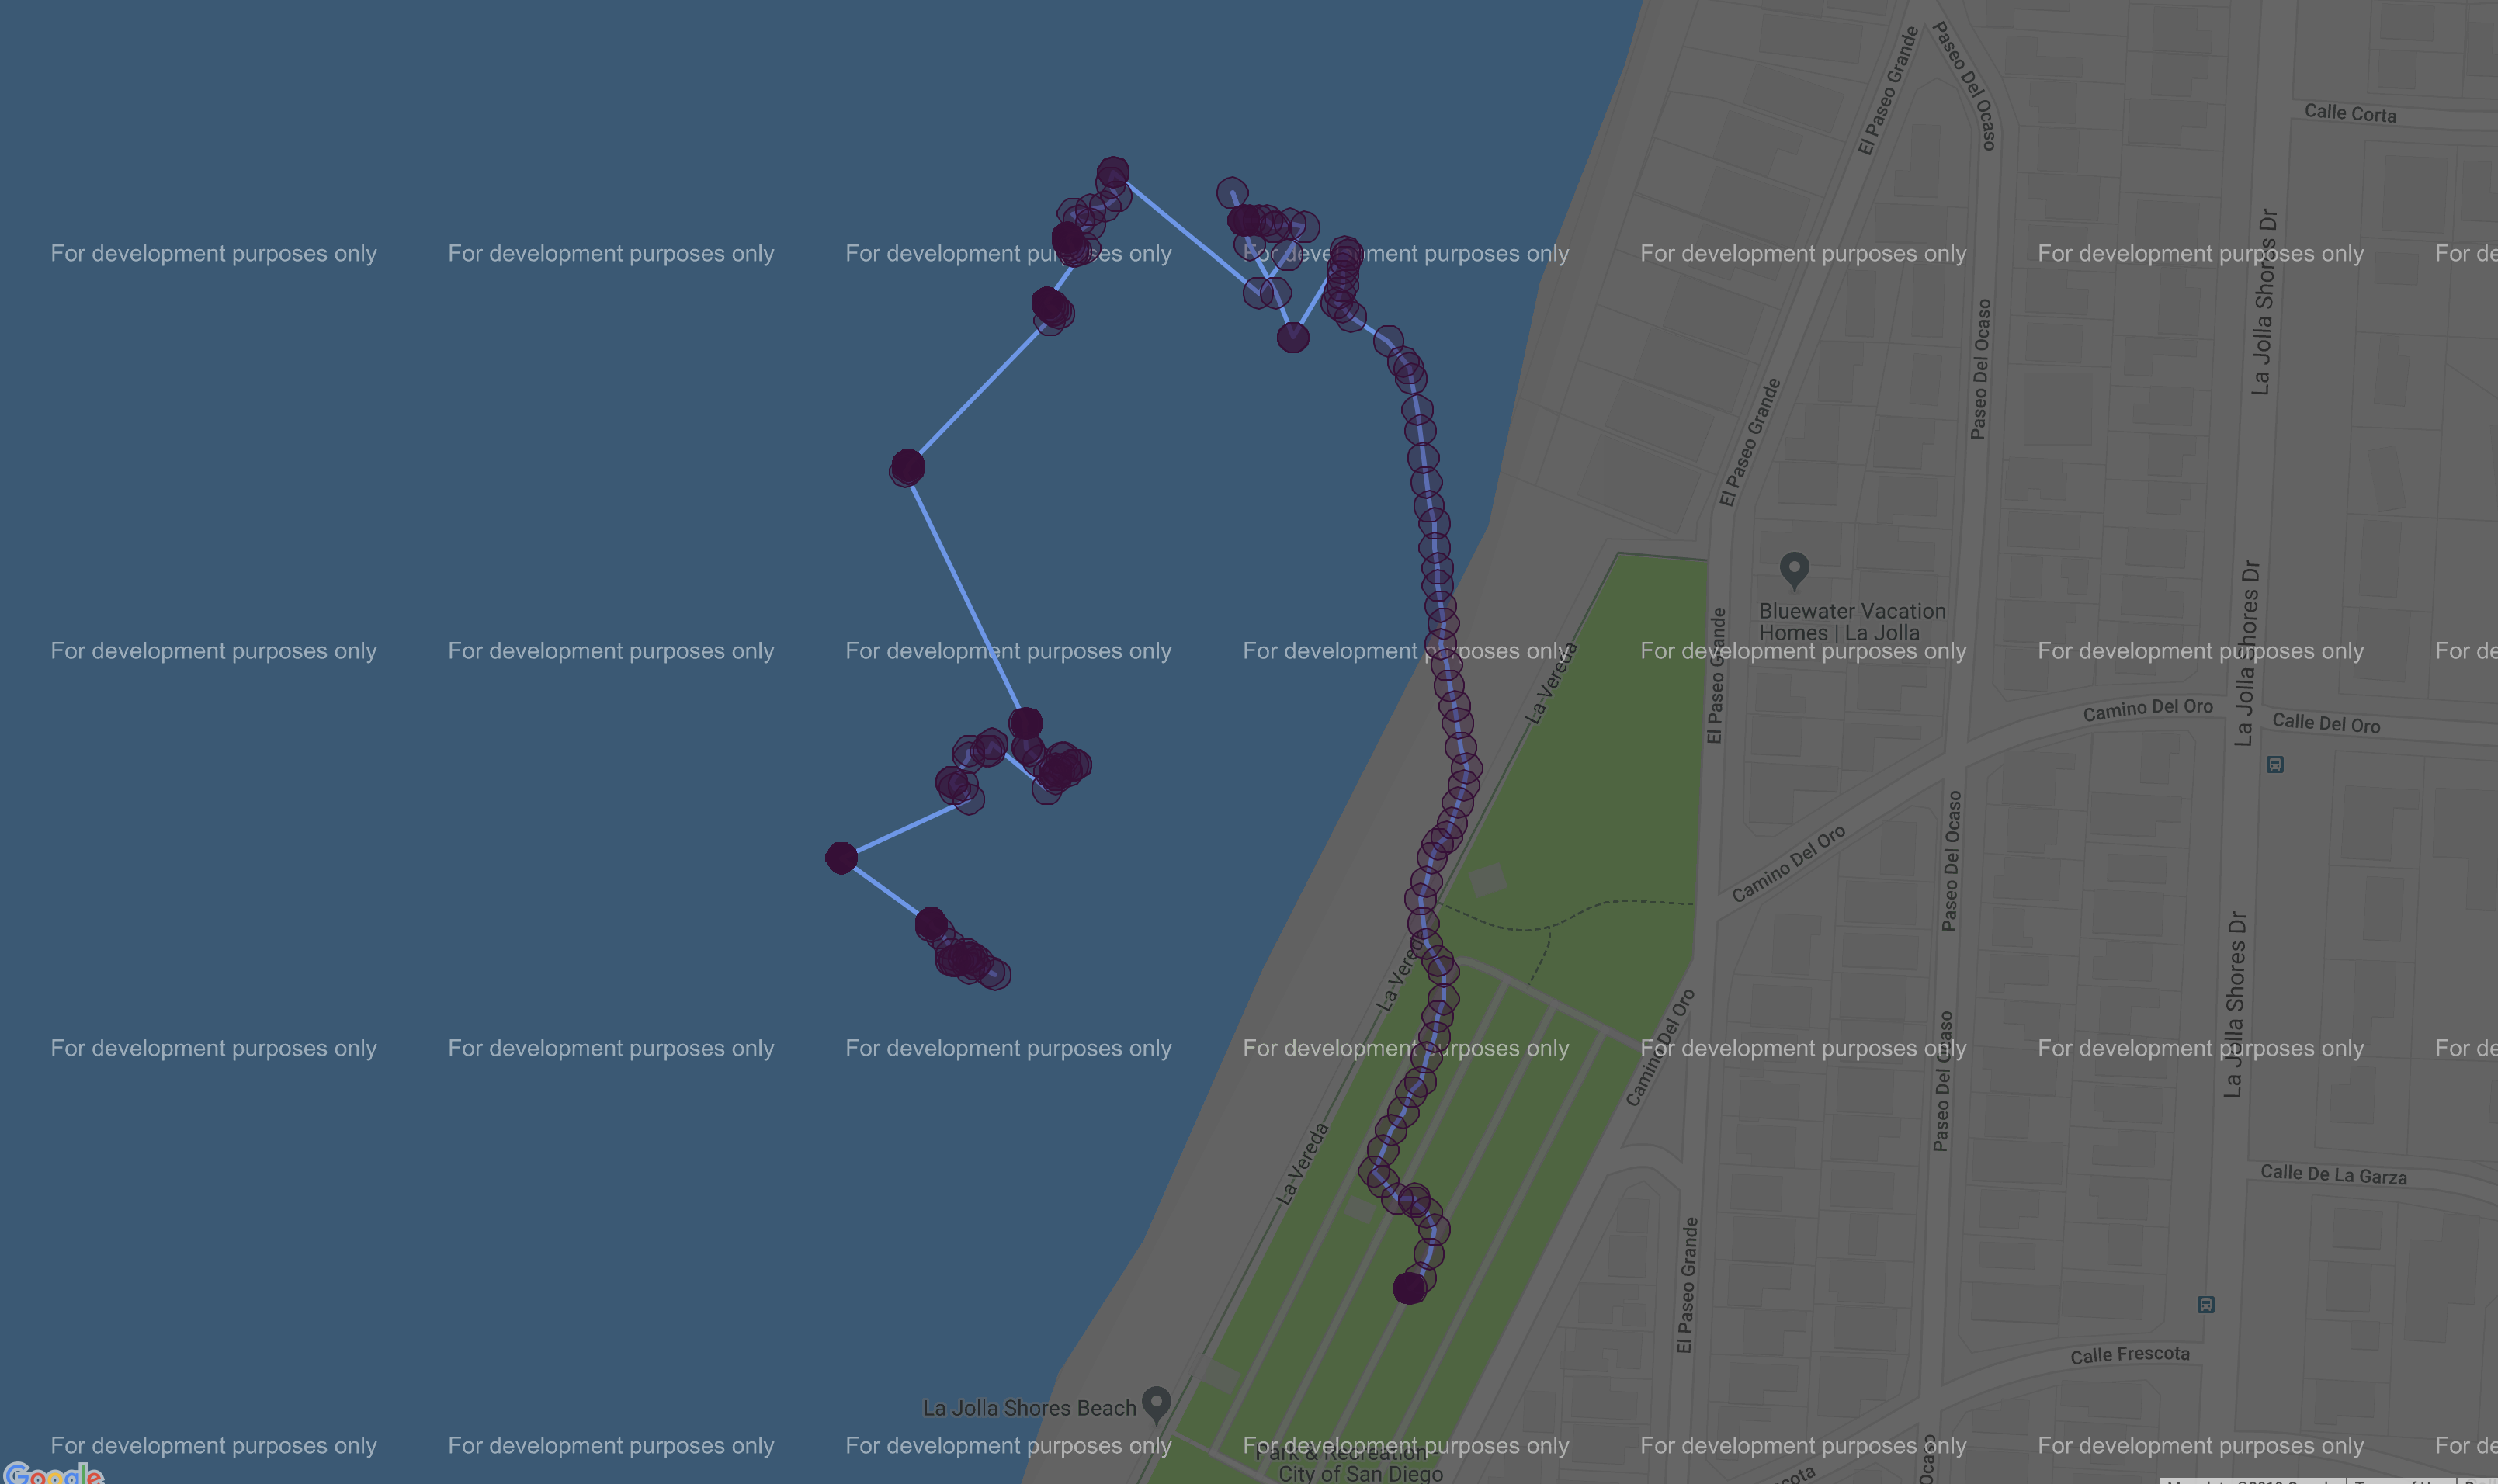 El Paseo Grande
Paseo Del Ocaso
Calle Corta
La Jolla Shores Dr
For development purposes only
For development purposes only
For development purposes only
For development purposes only
For development purposes only
For development purposes only
For de
Paseo Del Ocaso
El Paseo Grande
La Jolla Shores Dr
Bluewater Vacation
Homes | La Jolla
El Paseo Grande
La Vereda
For development purposes only
For development purposes only
For development purposes only
For development purposes only
For development purposes only
For development purposes only
For de
Camino Del Oro
Calle Del Oro
Camino Del Oro
Paseo Del Ocaso
La Vereda
La Jolla Shores Dr
Camino Del Oro
For development purposes only
For development purposes only
For development purposes only
For development purposes only
For development purposes only
For development purposes only
For de
Paseo Del Ocaso
La Vereda
Calle De La Garza
El Paseo Grande
Calle Frescota
La Jolla Shores Beach
For development purposes only
For development purposes only
For development purposes only
For development purposes only
For development purposes only
For development purposes only
For de
Park & Recreation -
City of San Diego
Ocaso
Google